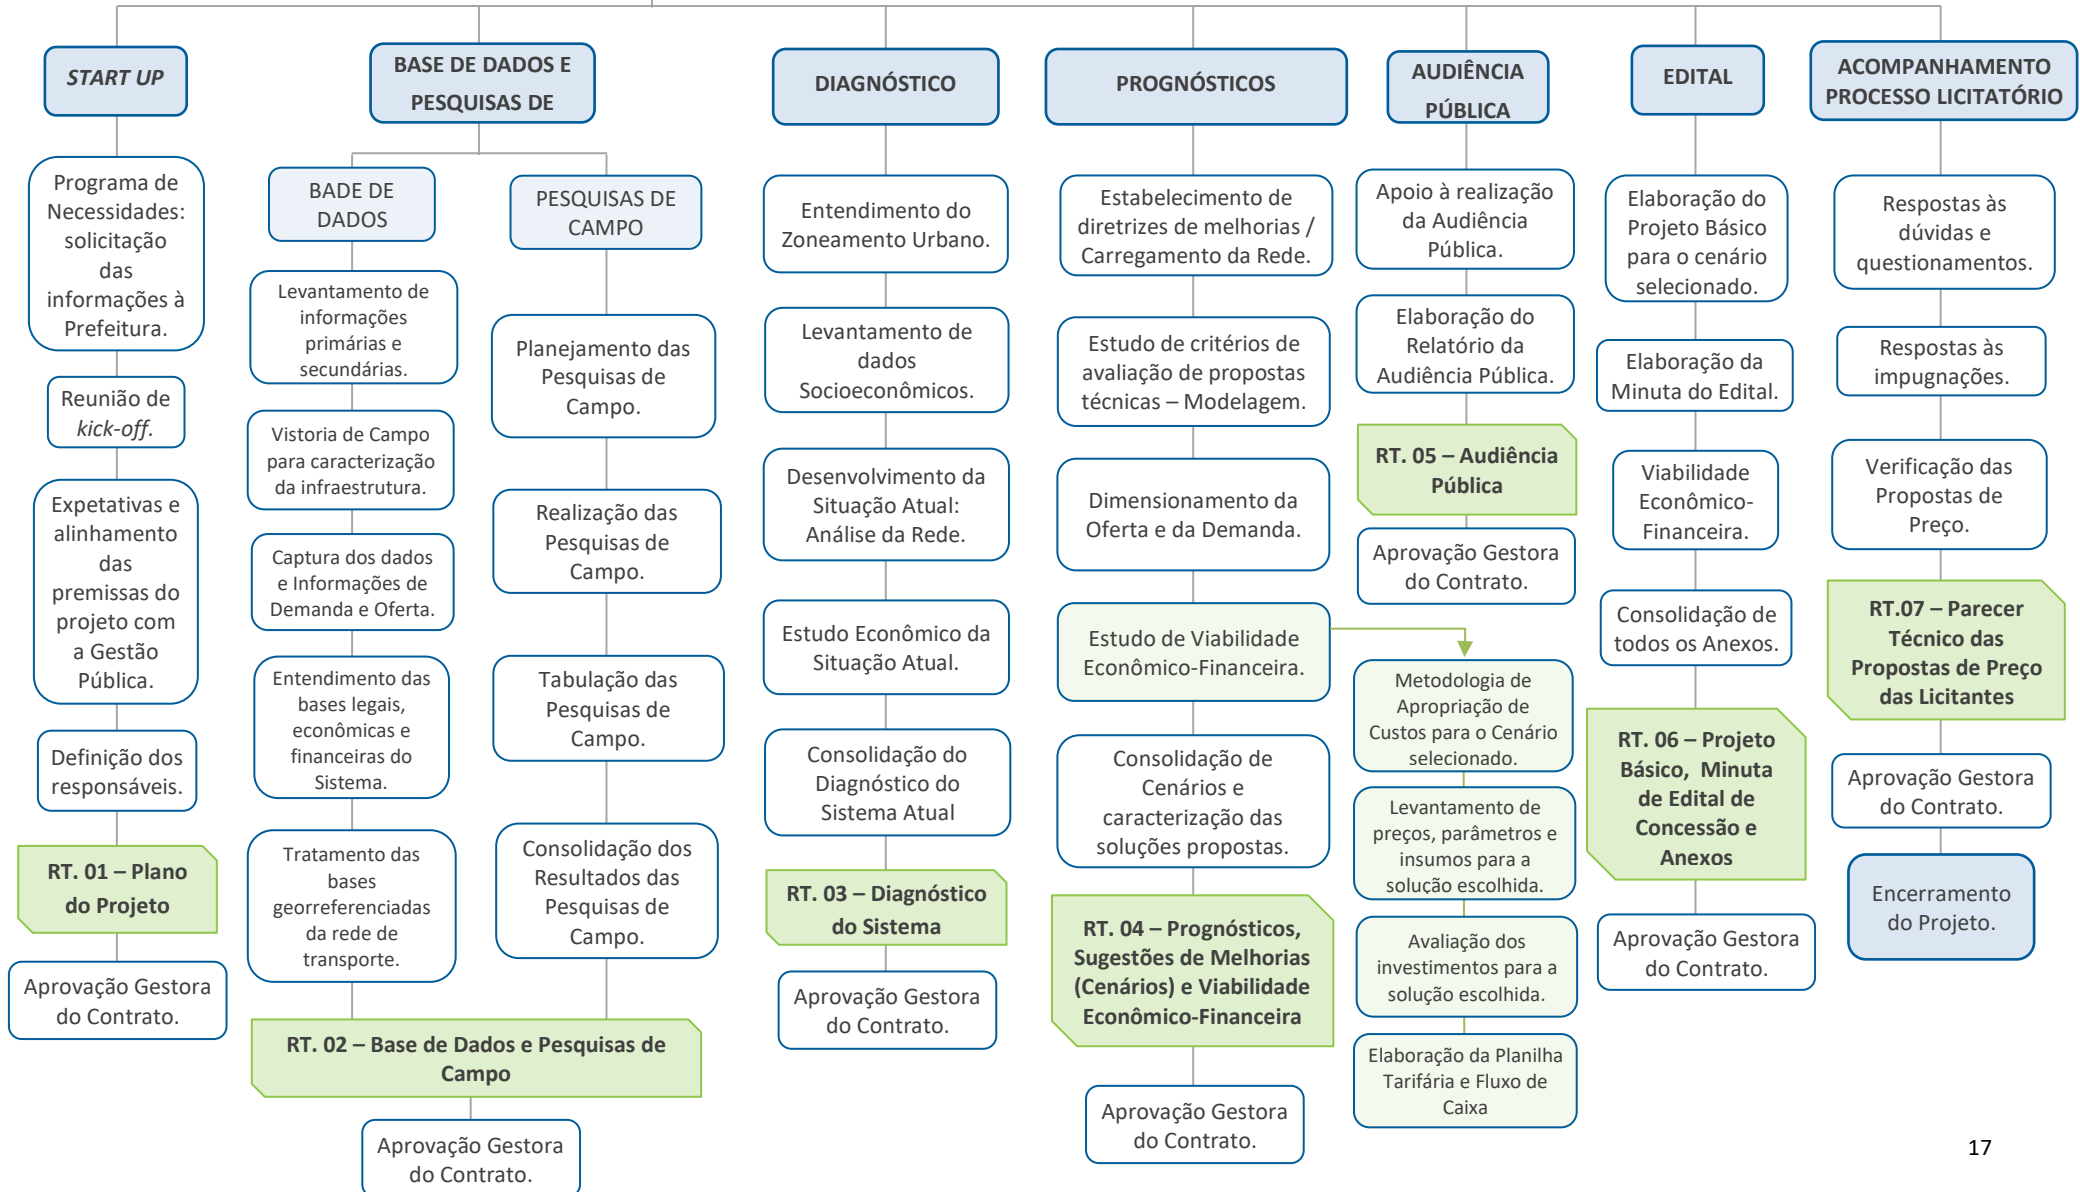 START UP
Programa de
Necessidades:
solicitação
das
informações à
Prefeitura.
Reunião de
kick-off.
Expetativas e
alinhamento
das
premissas do
projeto com
a Gestão
Pública.
Definição dos
responsáveis.
RT. 01 – Plano
do Projeto
Aprovação Gestora
do Contrato.
BASE DE DADOS E
PESQUISAS DE
BADE DE
DADOS
Levantamento de
informações
primárias e
secundárias.
Vistoria de Campo
para caracterização
da infraestrutura.
Captura dos dados
e Informações de
Demanda e Oferta.
Entendimento das
bases legais,
econômicas e
financeiras do
Sistema.
Tratamento das
bases
georreferenciadas
da rede de
transporte.
PESQUISAS DE
CAMPO
Planejamento das
Pesquisas de
Campo.
Realização das
Pesquisas de
Campo.
Tabulação das
Pesquisas de
Campo.
Consolidação dos
Resultados das
Pesquisas de
Campo.
RT. 02 – Base de Dados e Pesquisas de
Campo
Aprovação Gestora
do Contrato.
DIAGNÓSTICO
Entendimento do
Zoneamento Urbano.
Levantamento de
dados
Socioeconômicos.
Desenvolvimento da
Situação Atual:
Análise da Rede.
Estudo Econômico da
Situação Atual.
Consolidação do
Diagnóstico do
Sistema Atual
RT. 03 – Diagnóstico
do Sistema
Aprovação Gestora
do Contrato.
PROGNÓSTICOS
Estabelecimento de
diretrizes de melhorias /
Carregamento da Rede.
Estudo de critérios de
avaliação de propostas
técnicas – Modelagem.
Dimensionamento da
Oferta e da Demanda.
Estudo de Viabilidade
Econômico-Financeira.
Consolidação de
Cenários e
caracterização das
soluções propostas.
RT. 04 – Prognósticos,
Sugestões de Melhorias
(Cenários) e Viabilidade
Econômico-Financeira
Aprovação Gestora
do Contrato.
AUDIÊNCIA
PÚBLICA
Apoio à realização
da Audiência
Pública.
Elaboração do
Relatório da
Audiência Pública.
RT. 05 – Audiência
Pública
Aprovação Gestora
do Contrato.
Metodologia de
Apropriação de
Custos para o Cenário
selecionado.
Levantamento de
preços, parâmetros e
insumos para a
solução escolhida.
Avaliação dos
investimentos para a
solução escolhida.
Elaboração da Planilha
Tarifária e Fluxo de
Caixa
EDITAL
Elaboração do
Projeto Básico
para o cenário
selecionado.
Elaboração da
Minuta do Edital.
Viabilidade
Econômico-
Financeira.
Consolidação de
todos os Anexos.
RT. 06 – Projeto
Básico, Minuta
de Edital de
Concessão e
Anexos
Aprovação Gestora
do Contrato.
ACOMPANHAMENTO
PROCESSO LICITATÓRIO
Respostas às
dúvidas e
questionamentos.
Respostas às
impugnações.
Verificação das
Propostas de
Preço.
RT.07 – Parecer
Técnico das
Propostas de Preço
das Licitantes
Aprovação Gestora
do Contrato.
Encerramento
do Projeto.
17